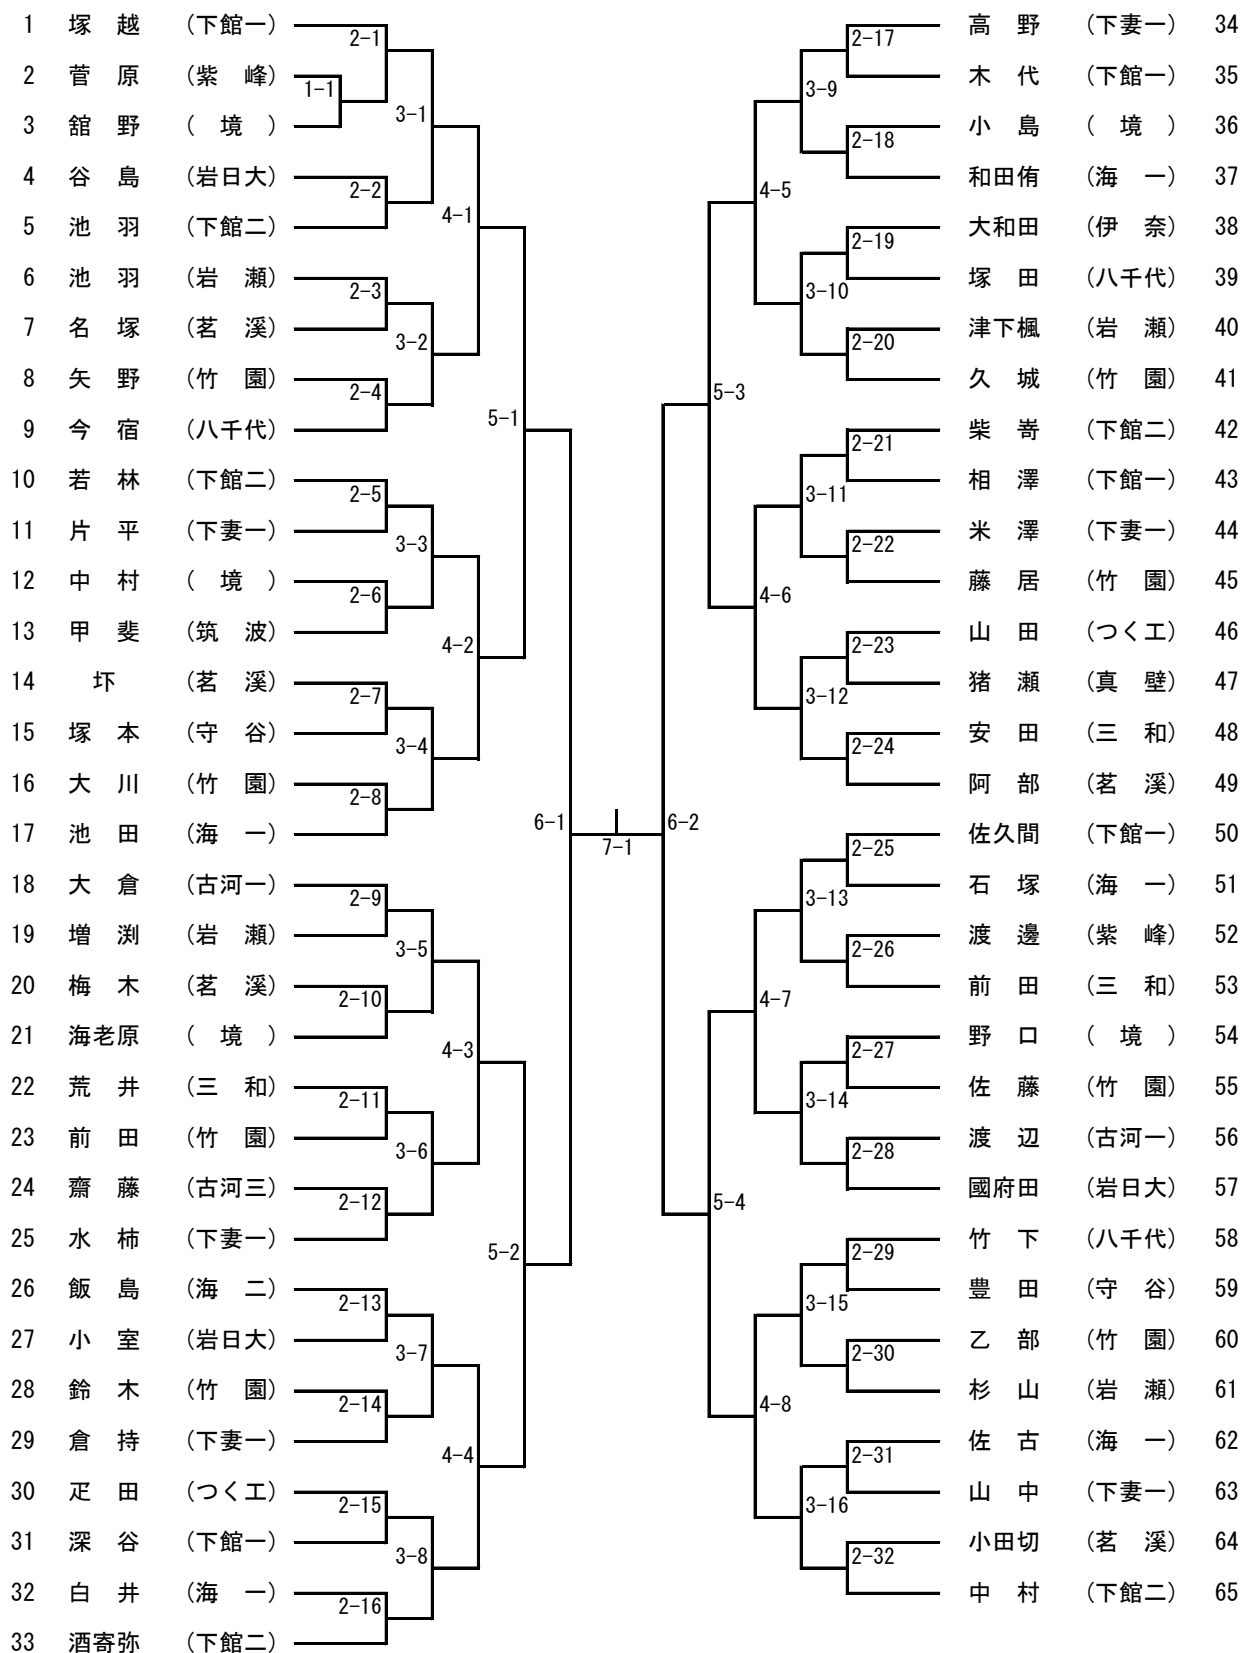 1 塚 越 (下館一)
2 菅 原 (紫 峰)
3 舘 野 ( 境 )
4 谷 島 (岩日大)
5 池 羽 (下館二)
6 池 羽 (岩 瀬)
7 名 塚 (茗 溪)
8 矢 野 (竹 園)
9 今 宿 (八千代)
10 若 林 (下館二)
11 片 平 (下妻一)
12 中 村 ( 境 )
13 甲 斐 (筑 波)
14 圷 (茗 溪)
15 塚 本 (守 谷)
16 大 川 (竹 園)
17 池 田 (海 一)
18 大 倉 (古河一)
19 増 渕 (岩 瀬)
20 梅 木 (茗 溪)
21 海老原 ( 境 )
22 荒 井 (三 和)
23 前 田 (竹 園)
24 齋 藤 (古河三)
25 水 柿 (下妻一)
26 飯 島 (海 二)
27 小 室 (岩日大)
28 鈴 木 (竹 園)
29 倉 持 (下妻一)
30 疋 田 (つく工)
31 深 谷 (下館一)
32 白 井 (海 一)
33 酒寄弥 (下館二)
1-1
2-1
2-2
2-3
2-4
2-5
2-6
2-7
2-8
2-9
2-10
2-11
2-12
2-13
2-14
2-15
2-16
3-1
3-2
3-3
3-4
3-5
3-6
3-7
3-8
4-1
4-2
4-3
4-4
5-1
5-2
6-1
7-1
6-2
5-3
5-4
4-5
4-6
4-7
4-8
3-9
3-10
3-11
3-12
3-13
3-14
3-15
3-16
2-17
2-18
2-19
2-20
2-21
2-22
2-23
2-24
2-25
2-26
2-27
2-28
2-29
2-30
2-31
2-32
高 野 (下妻一) 34
木 代 (下館一) 35
小 島 ( 境 ) 36
和田侑 (海 一) 37
大和田 (伊 奈) 38
塚 田 (八千代) 39
津下楓 (岩 瀬) 40
久 城 (竹 園) 41
柴 嵜 (下館二) 42
相 澤 (下館一) 43
米 澤 (下妻一) 44
藤 居 (竹 園) 45
山 田 (つく工) 46
猪 瀬 (真 壁) 47
安 田 (三 和) 48
阿 部 (茗 溪) 49
佐久間 (下館一) 50
石 塚 (海 一) 51
渡 邊 (紫 峰) 52
前 田 (三 和) 53
野 口 ( 境 ) 54
佐 藤 (竹 園) 55
渡 辺 (古河一) 56
國府田 (岩日大) 57
竹 下 (八千代) 58
豊 田 (守 谷) 59
乙 部 (竹 園) 60
杉 山 (岩 瀬) 61
佐 古 (海 一) 62
山 中 (下妻一) 63
小田切 (茗 溪) 64
中 村 (下館二) 65